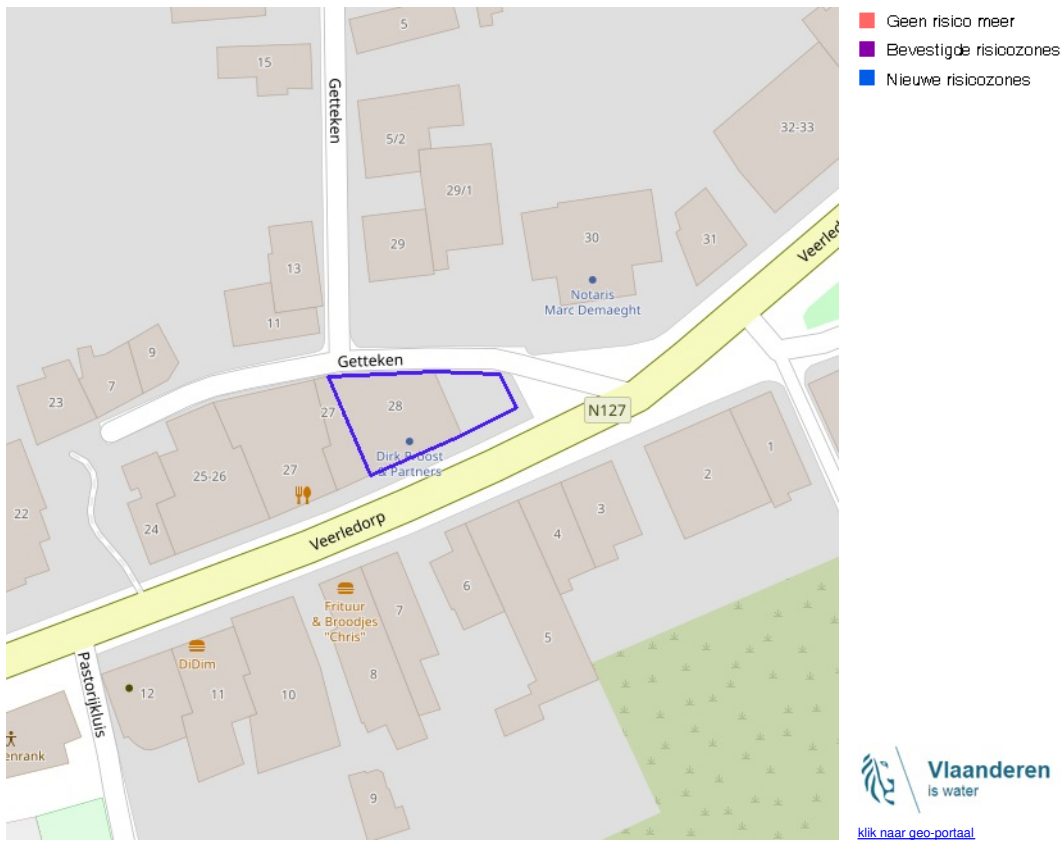 5
15
Getteken
5/2
32-33
29/1
29
30
31
Veerled
13
Notaris
Marc Demaeght
11
9
7
23
Getteken
27
28
N127
Dirk P oost
& Partners
25-26
27
1
2
3
22
24
Veerledorp
4
6
Frituur
& Broodjes
"Chris"
7
5
DiDim
8
Pastorijkluis
12
11
10
enrank
9
Geen risico meer
Bevestigde risicozones
Nieuwe risicozones
Vlaanderen
is water
klik naar geo-portaal